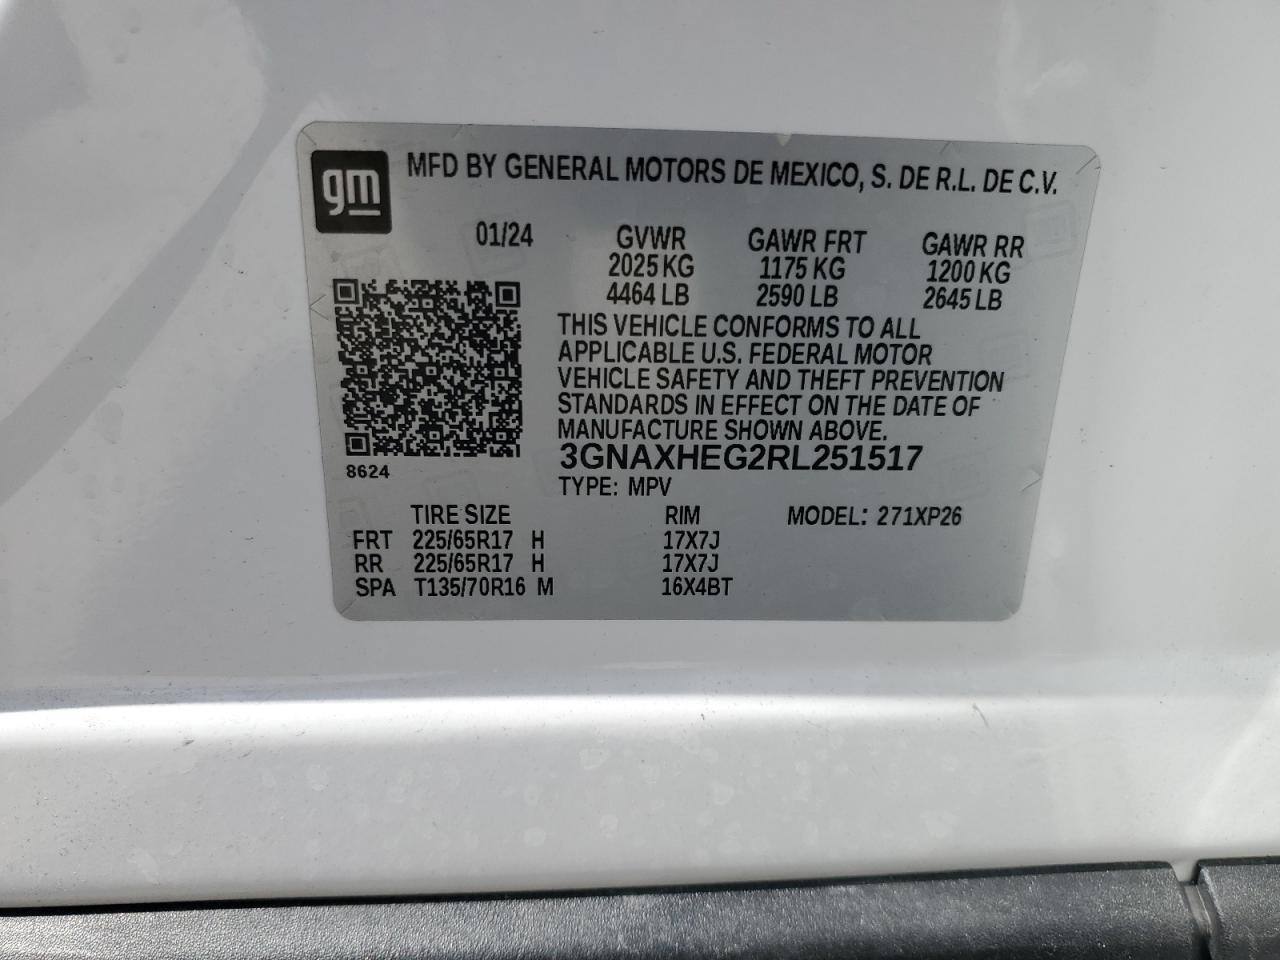 gm
MFD BY GENERAL MOTORS DE MEXICO, S. DE R.L. DE C.V.
01/24 GVWR GAWR FRT GAWR RR
2025 KG 1175 KG 1200 KG
4464 LB 2590 LB 2645 LB
THIS VEHICLE CONFORMS TO ALL
APPLICABLE U.S. FEDERAL MOTOR
VEHICLE SAFETY AND THEFT PREVENTION
STANDARDS IN EFFECT ON THE DATE OF
MANUFACTURE SHOWN ABOVE.
8624
3GNAXHEG2RL251517
TYPE: MPV
TIRE SIZE RIM MODEL: 271XP26
FRT 225/65R17 H 17X7J
RR 225/65R17 H 17X7J
SPA T135/70R16 M 16X4BT